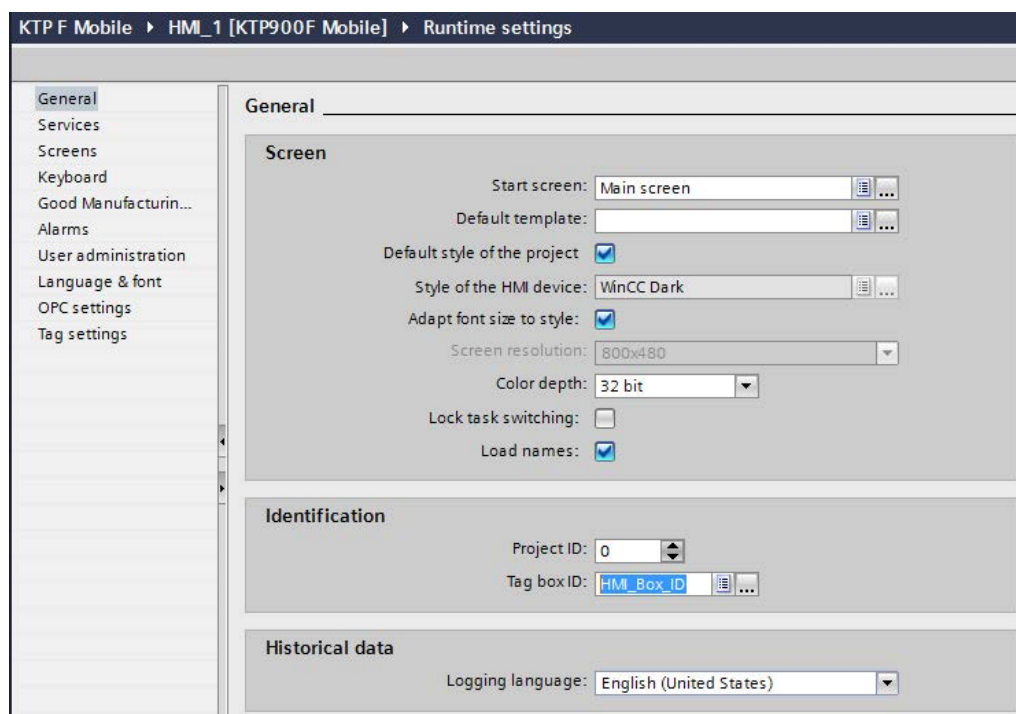 KTP F Mobile ▸ HMI_1 [KTP900F Mobile] ▸ Runtime settings
General
Services
Screens
Keyboard
Good Manufacturin...
Alarms
User administration
Language & font
OPC settings
Tag settings
General
Screen
Start screen: Main screen
Default template:
Default style of the project
Style of the HMI device: WinCC Dark
Adapt font size to style:
Screen resolution: 800x480
Color depth: 32 bit
Lock task switching:
Load names:
Identification
Project ID: 0
Tag box ID: HMI_Box_ID
Historical data
Logging language: English (United States)